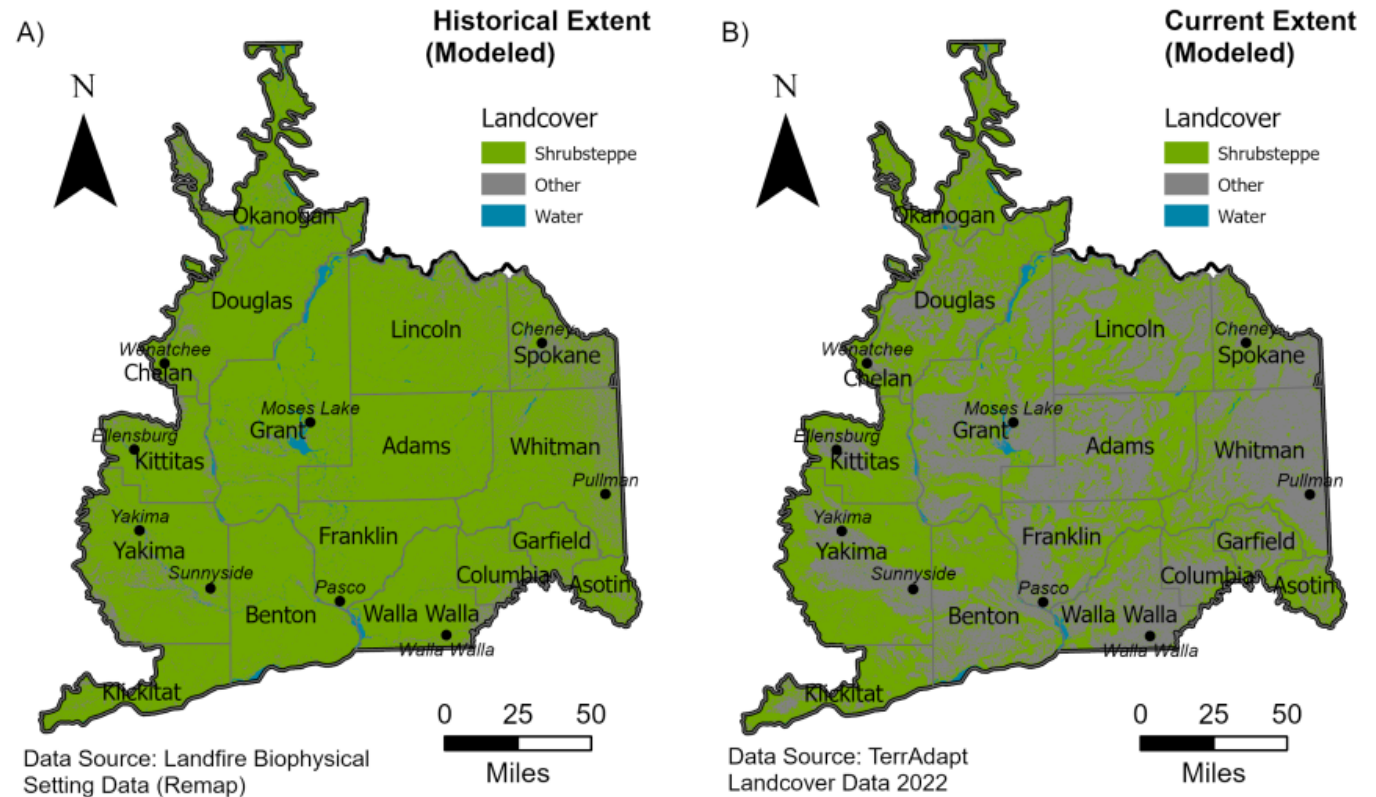 A)
Historical Extent
(Modeled)
N
Landcover
Shrubsteppe
Other
Water
Okanogan
Douglas
Lincoln
Cheney
Spokane
Wenatchee
Chelan
Moses Lake
Grant
Adams
Whitman
Ellensburg
Kittitas
Pullman
Yakima
Yakima
Franklin
Garfield
Sunnyside
Columbia
Asotin
Pasco
Benton
Walla Walla
Walla Walla
Klickitat
0 25 50
Miles
Data Source: Landfire Biophysical
Setting Data (Remap)
B)
Current Extent
(Modeled)
N
Landcover
Shrubsteppe
Other
Water
Okanogan
Douglas
Lincoln
Cheney
Spokane
Wenatchee
Chelan
Moses Lake
Grant
Adams
Whitman
Ellensburg
Kittitas
Pullman
Yakima
Yakima
Franklin
Garfield
Sunnyside
Columbia
Asotin
Pasco
Benton
Walla Walla
Walla Walla
Klickitat
0 25 50
Miles
Data Source: TerrAdapt
Landcover Data 2022